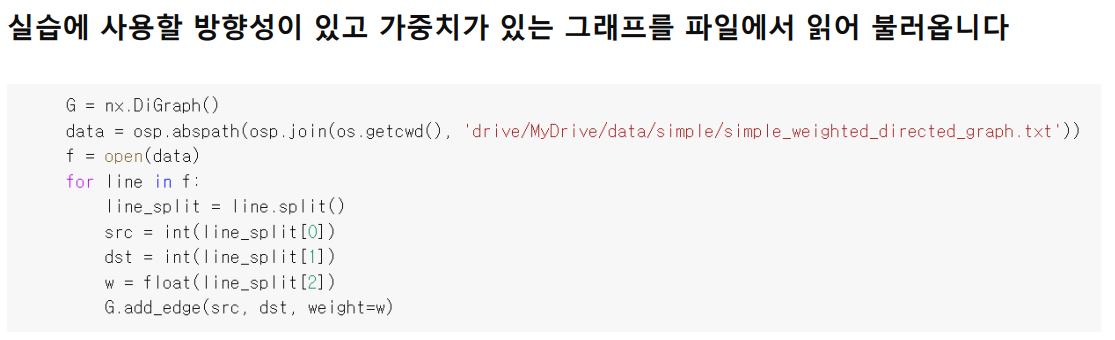 실습에 사용할 방향성이 있고 가중치가 있는 그래프를 파일에서 읽어 불러옵니다
G = nx.DiGraph()
data = osp.abspath(osp.join(os.getcwd(), 'drive/MyDrive/data/simple/simple_weighted_directed_graph.txt'))
f = open(data)
for line in f:
    line_split = line.split()
    src = int(line_split[0])
    dst = int(line_split[1])
    w = float(line_split[2])
    G.add_edge(src, dst, weight=w)